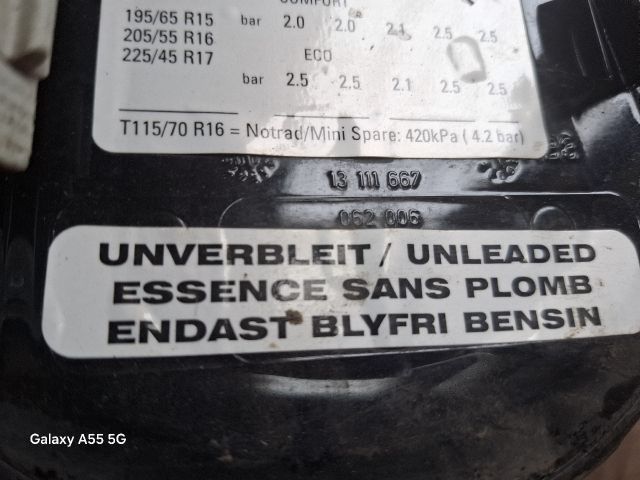 COMFORT
195/65 R15 bar 2.0 2.0 2.1 2.5 2.5
205/55 R16
225/45 R17 ECO
bar 2.5 2.5 2.1 2.5 2.5
T115/70 R16 = Notrad/Mini Spare: 420kPa ( 4.2 bar)
13 111 667
062 006
UNVERBLEIT / UNLEADED
ESSENCE SANS PLOMB
ENDAST BLYFRI BENSIN
Galaxy A55 5G